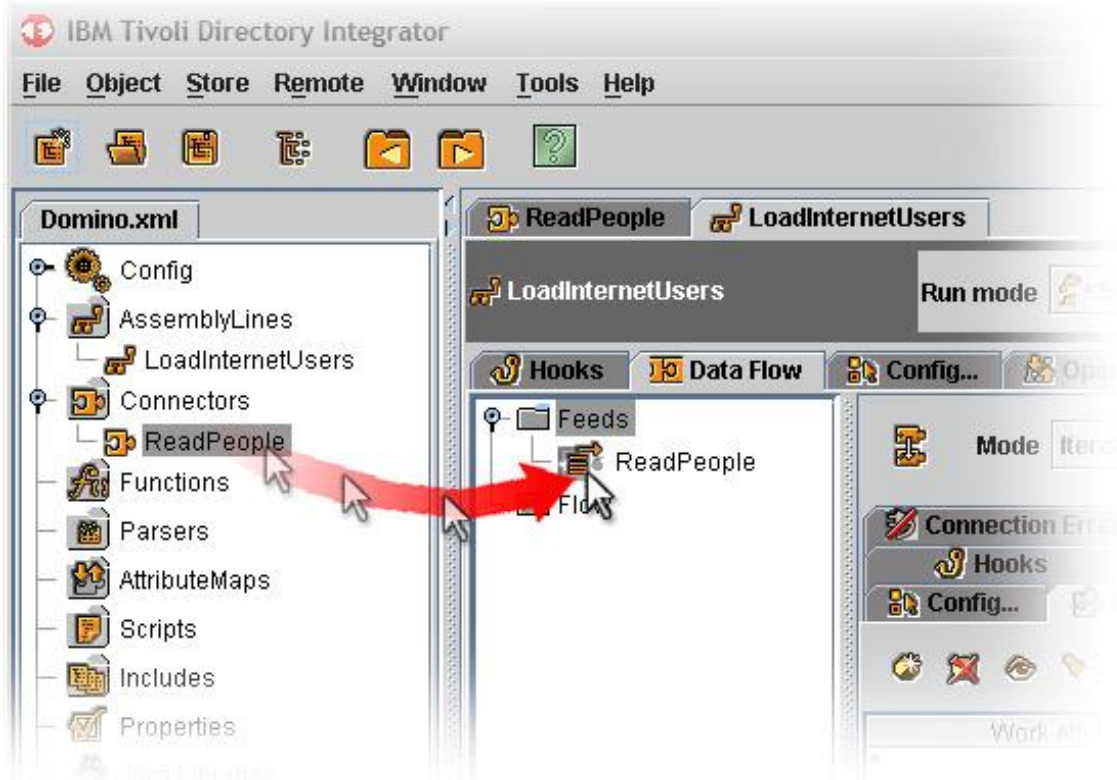 IBM Tivoli Directory Integrator
File Object Store Remote Window Tools Help
Domino.xml
Config
AssemblyLines
LoadInternetUsers
Connectors
ReadPeople
Functions
Parsers
AttributeMaps
Scripts
Includes
Properties
ReadPeople LoadInternetUsers
LoadInternetUsers Run mode
Hooks Data Flow Config...
Feeds
ReadPeople
Mode
Connection
Hooks
Config...
Work